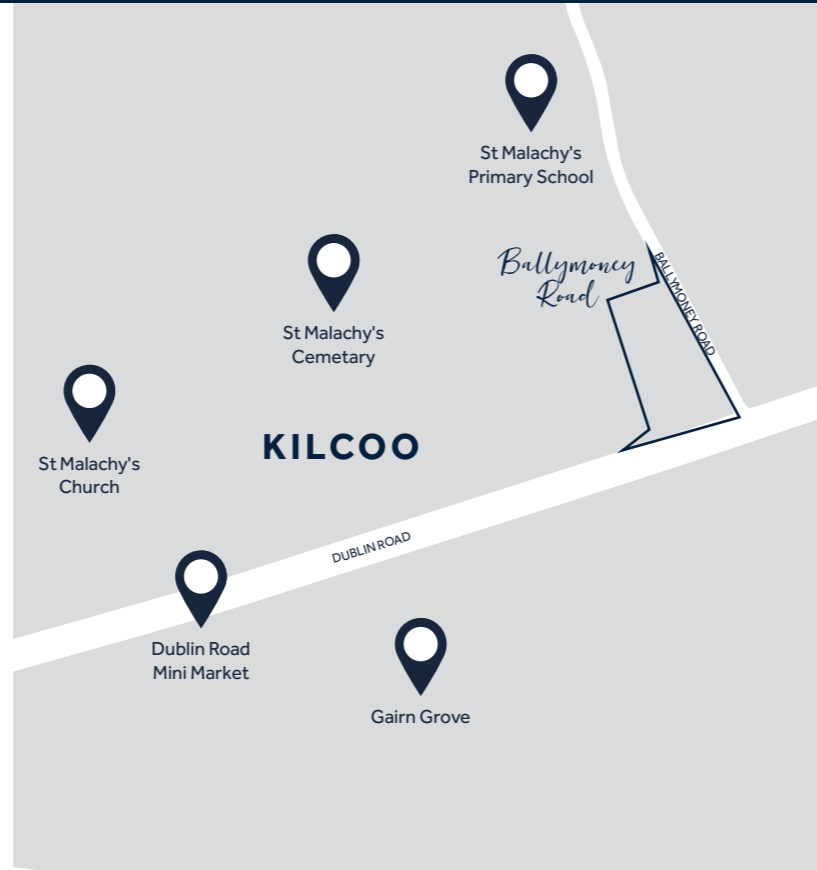 St Malachy's
Primary School
Ballymoney
Road
BALLYMONEY ROAD
St Malachy's
Cemetary
KILCOO
St Malachy's
Church
DUBLIN ROAD
Dublin Road
Mini Market
Gairn Grove